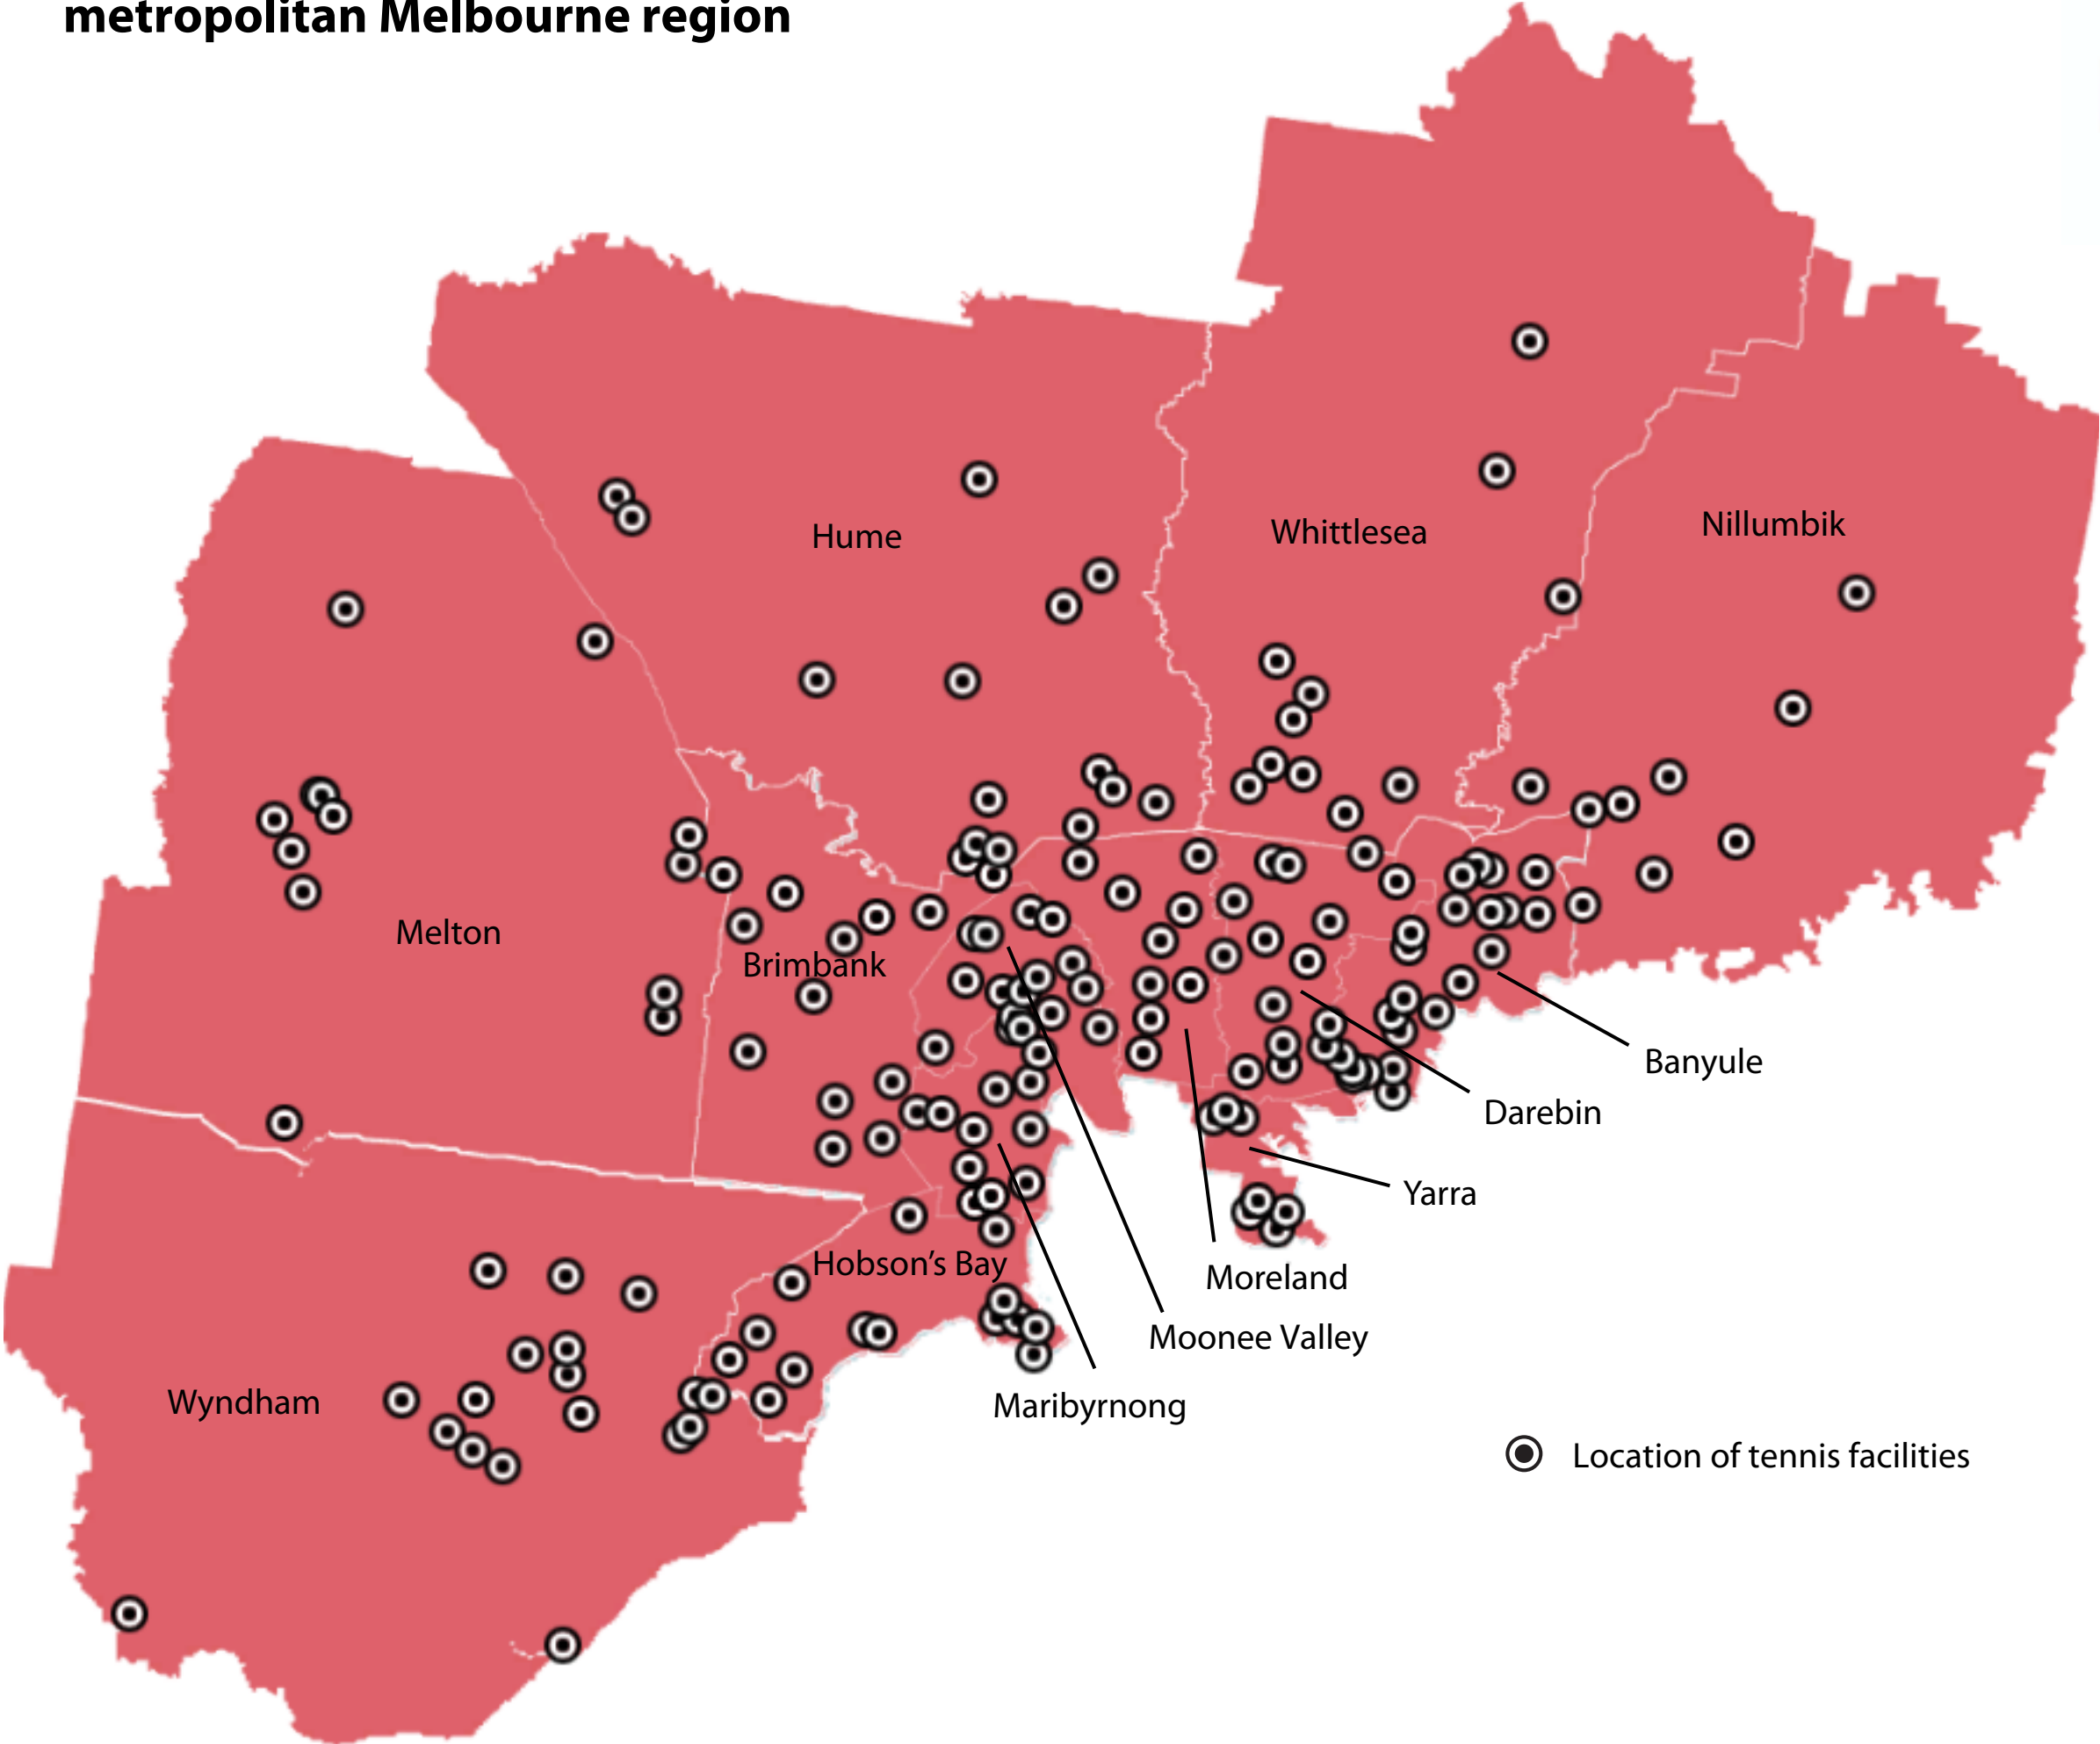 metropolitan Melbourne region
Hume
Whittlesea
Nillumbik
Melton
Brimbank
Banyule
Darebin
Yarra
Hobson's Bay
Moreland
Moonee Valley
Maribyrnong
Wyndham
Location of tennis facilities